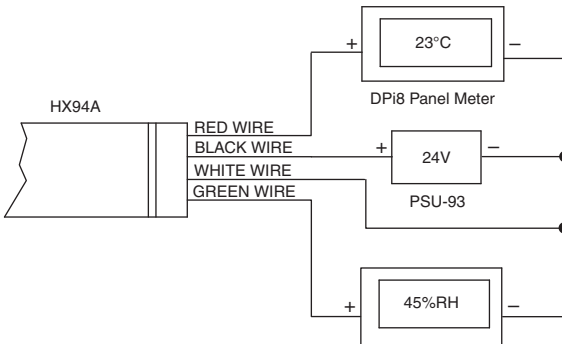 23°C
+
−
DPi8 Panel Meter
HX94A
RED WIRE
BLACK WIRE
WHITE WIRE
GREEN WIRE
+
24V
−
PSU-93
+
45%RH
−